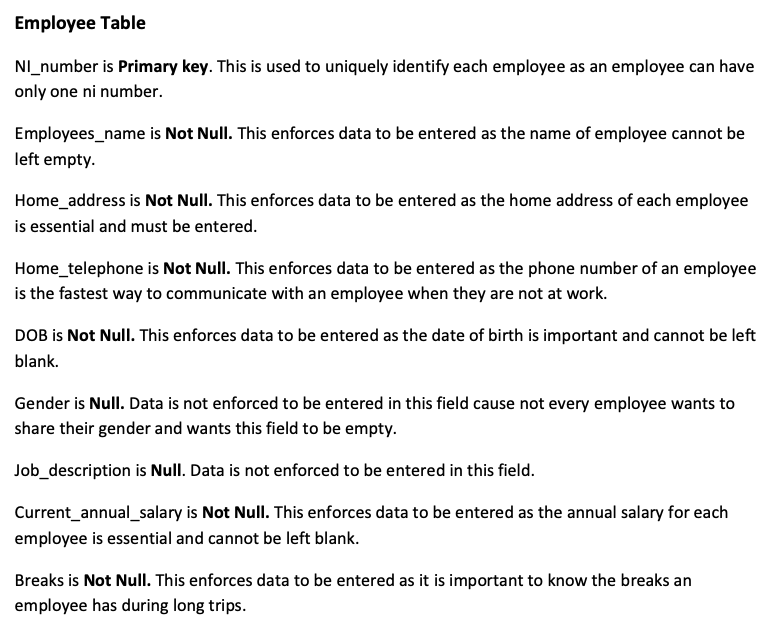 Employee Table
NI_number is Primary key. This is used to uniquely identify each employee as an employee can have
only one ni number.
Employees_name is Not Null. This enforces data to be entered as the name of employee cannot be
left empty.
Home_address is Not Null. This enforces data to be entered as the home address of each employee
is essential and must be entered.
Home_telephone is Not Null. This enforces data to be entered as the phone number of an employee
is the fastest way to communicate with an employee when they are not at work.
DOB is Not Null. This enforces data to be entered as the date of birth is important and cannot be left
blank.
Gender is Null. Data is not enforced to be entered in this field cause not every employee wants to
share their gender and wants this field to be empty.
Job_description is Null. Data is not enforced to be entered in this field.
Current_annual_salary is Not Null. This enforces data to be entered as the annual salary for each
employee is essential and cannot be left blank.
Breaks is Not Null. This enforces data to be entered as it is important to know the breaks an
employee has during long trips.